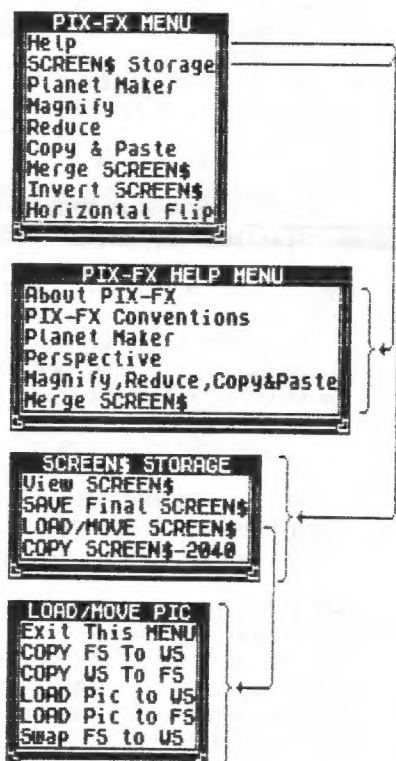 PIX-FX MENU
Help
SCREEN$ Storage
Planet Maker
Magnify
Reduce
Copy & Paste
Merge SCREEN$
Invert SCREEN$
Horizontal Flip
PIX-FX HELP MENU
About PIX-FX
PIX-FX Conventions
Planet Maker
Perspective
Magnify,Reduce,Copy&Paste
Merge SCREEN$
SCREEN$ STORAGE
View SCREEN$
SAVE Final SCREEN$
LOAD/MOVE SCREEN$
COPY SCREEN$-2040
LOAD/MOVE PIC
Exit This MENU
COPY FS To WS
COPY WS To FS
LOAD Pic to WS
LOAD Pic to FS
Swap FS to WS